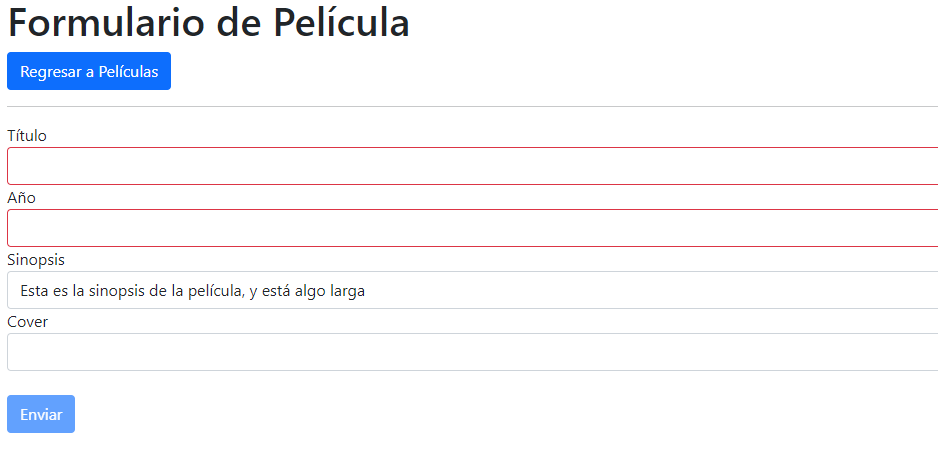 Formulario de Película
Regresar a Películas
Título
Año
Sinopsis
Esta es la sinopsis de la película, y está algo larga
Cover
Enviar